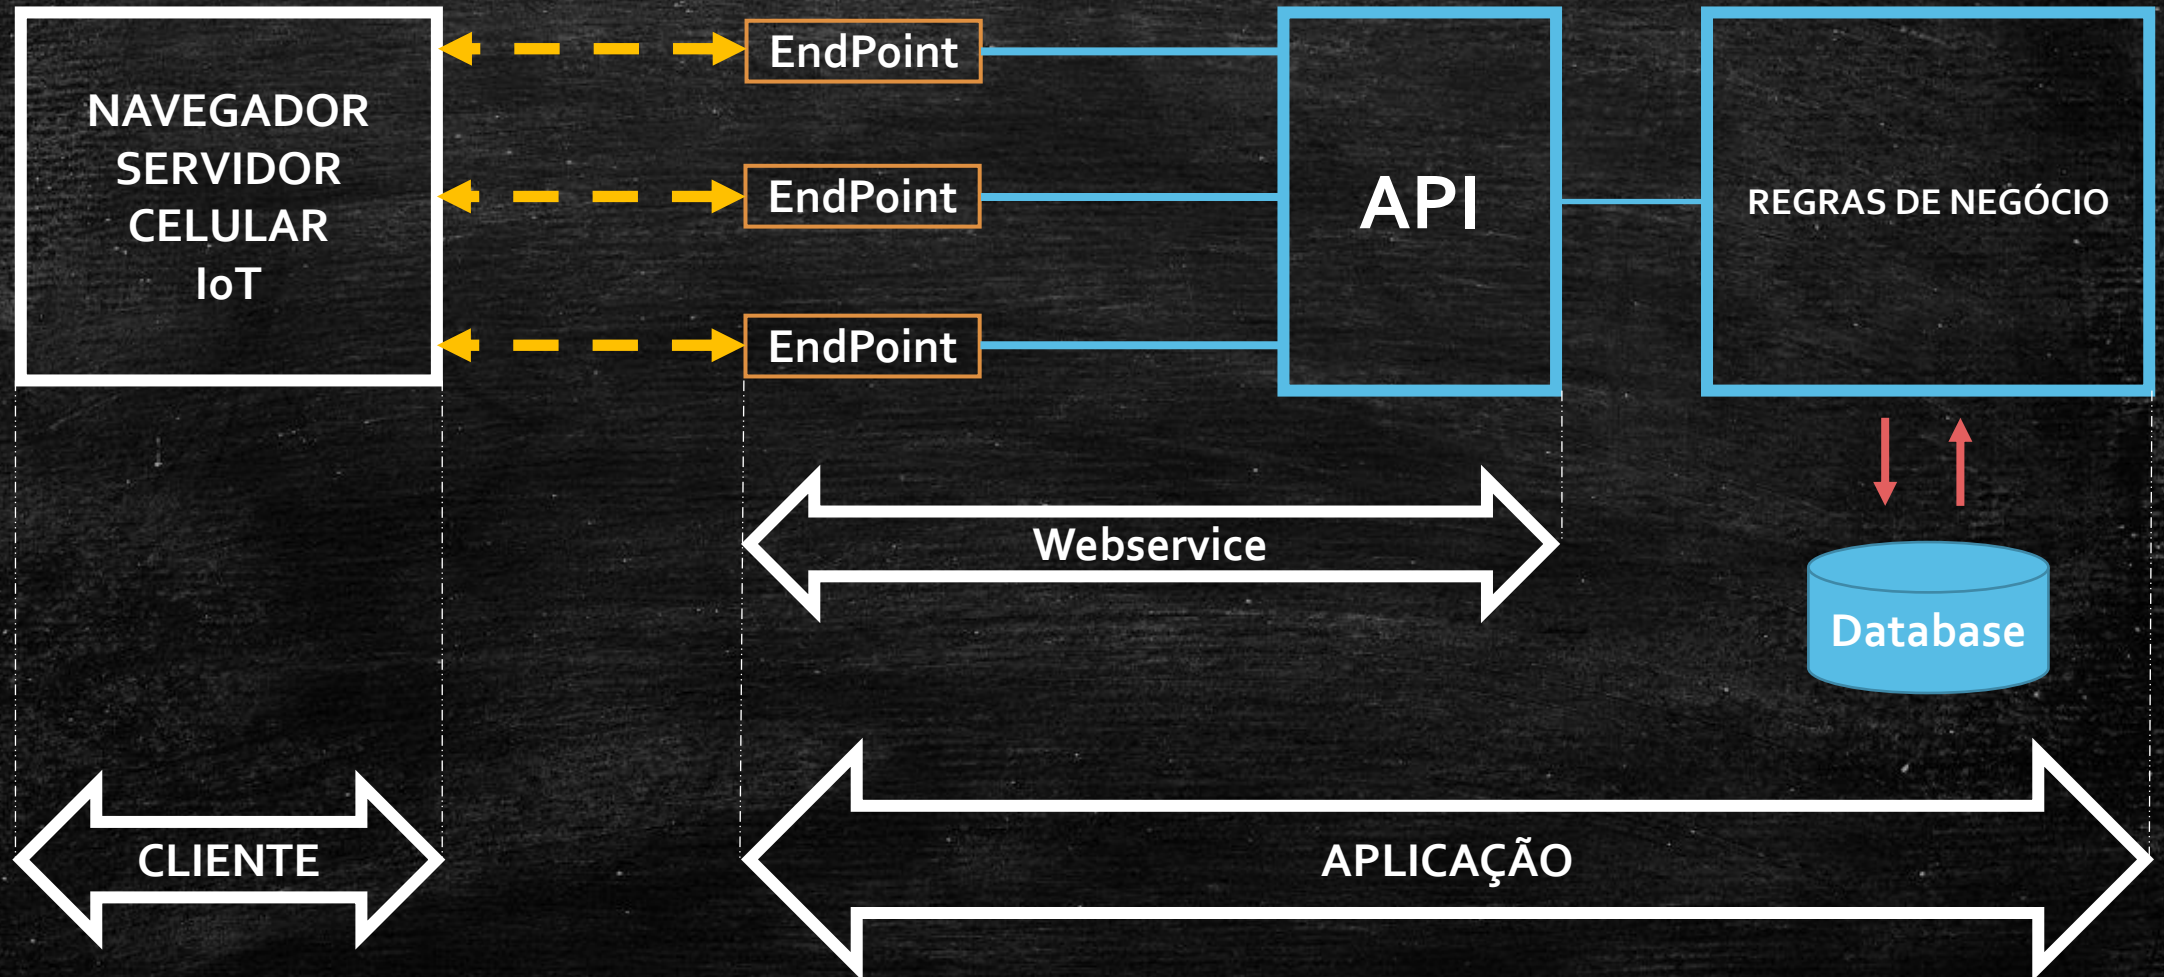 NAVEGADOR
SERVIDOR
CELULAR
IoT
EndPoint
EndPoint
EndPoint
API
REGRAS DE NEGÓCIO
Webservice
Database
CLIENTE
APLICAÇÃO